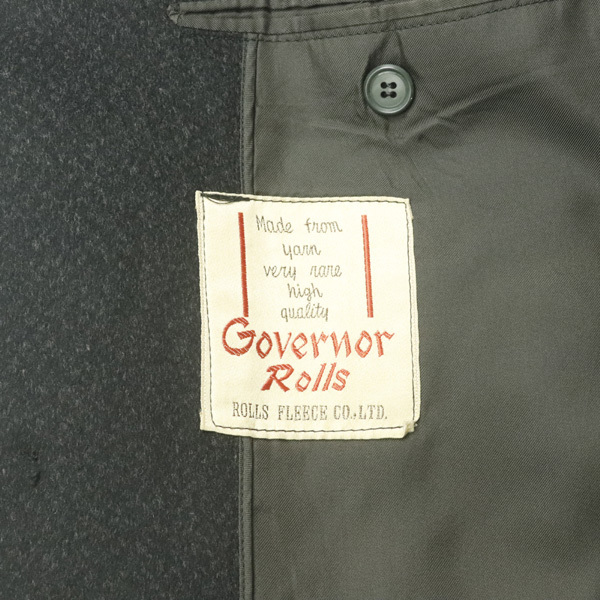 Made from
yarn
very rare
high
quality
Governor
Rolls
ROLLS FLEECE CO.,LTD.